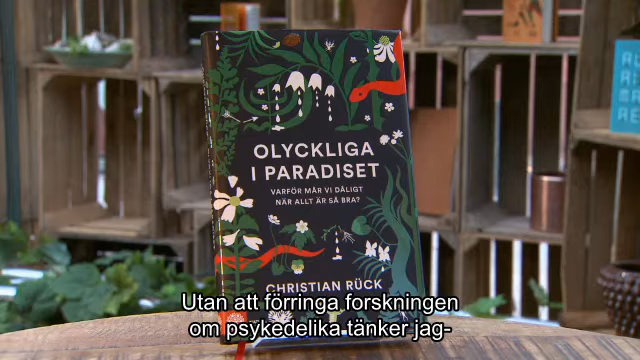 OLYCKLIGA
I PARADISET
VARFÖR MÅR VI DÅLIGT
NÄR ALLT ÄR SÅ BRA?
CHRISTIAN RÜCK
Utan att förringa forskningen
om psykedelika tänker jag-